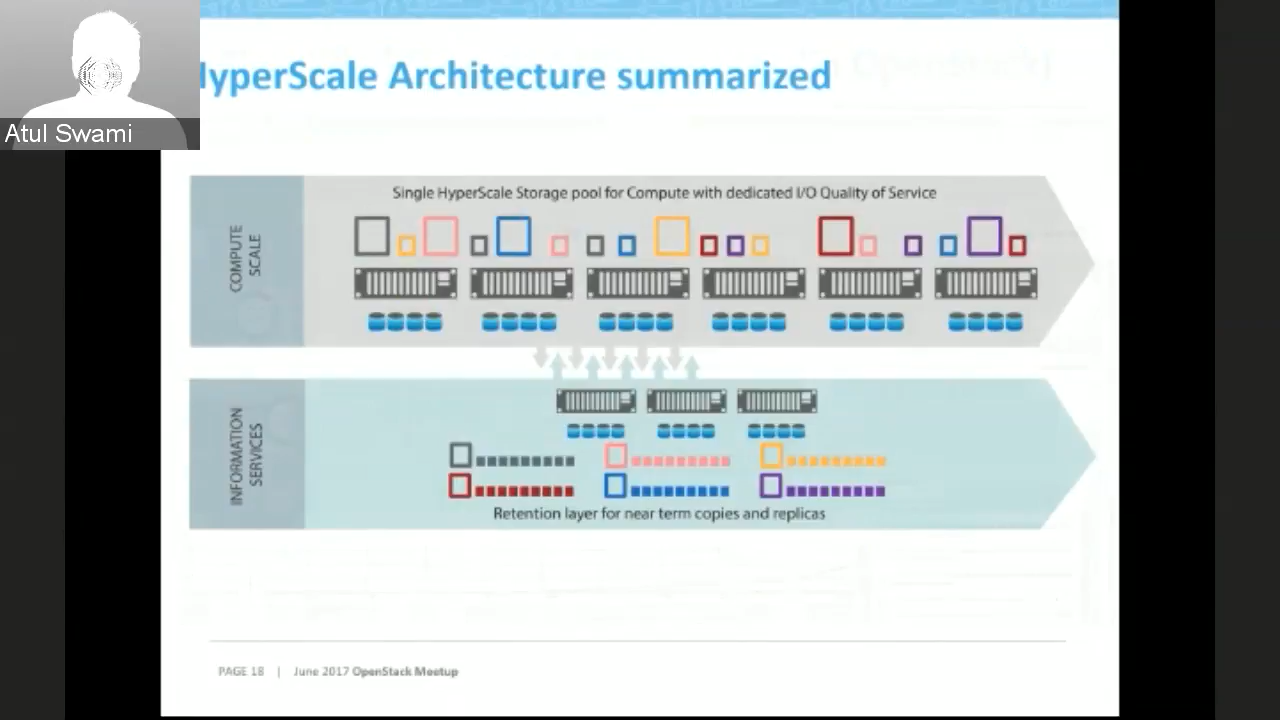 Atul Swami
HyperScale Architecture summarized
COMPUTE
SCALE
Single HyperScale Storage pool for Compute with dedicated I/O Quality of Service
INFORMATION
SERVICES
Retention layer for near term copies and replicas
PAGE 18 | June 2017 OpenStack Meetup